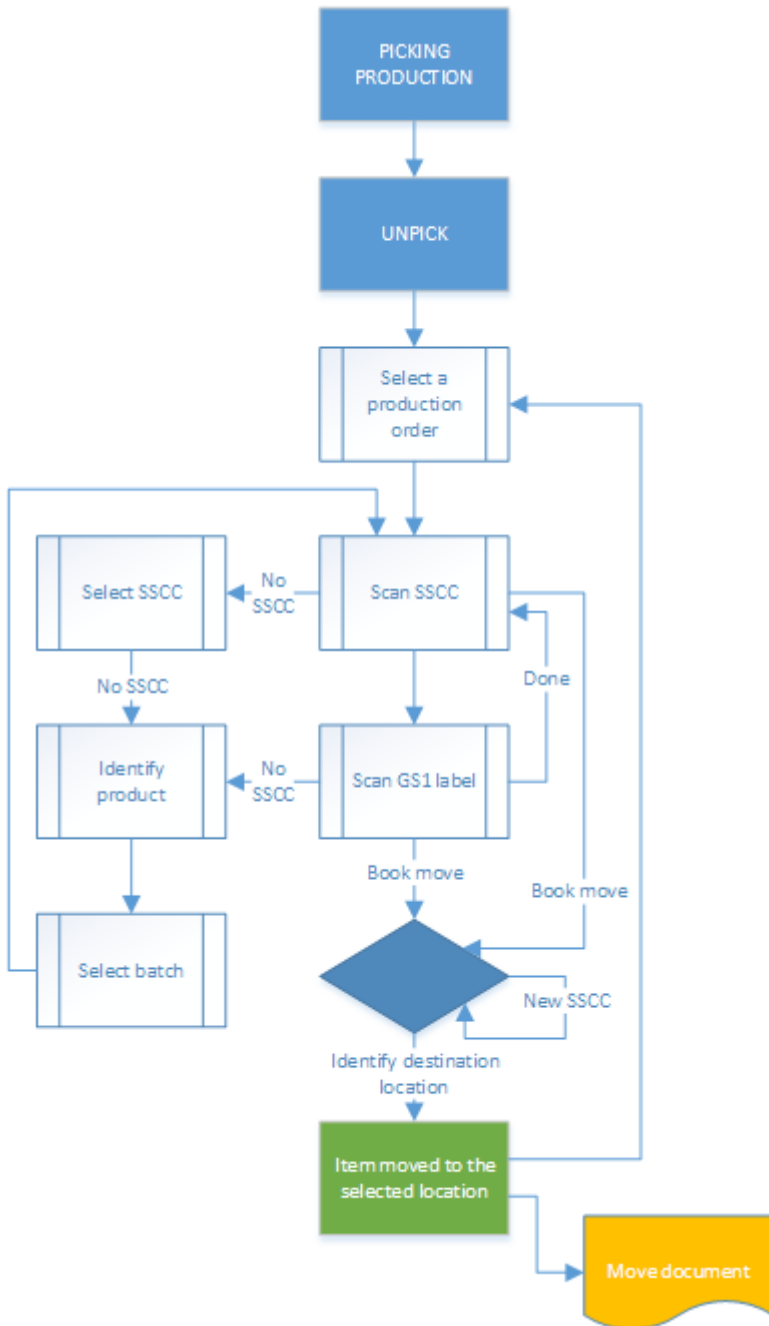 PICKING
PRODUCTION
UNPICK
Select a
production
order
Select SSCC
No
SSCC
Scan SSCC
No SSCC
Done
Identify
product
No
SSCC
Scan GS1 label
Book move
Book move
Select batch
New SSCC
Identify destination
location
Item moved to the
selected location
Move document